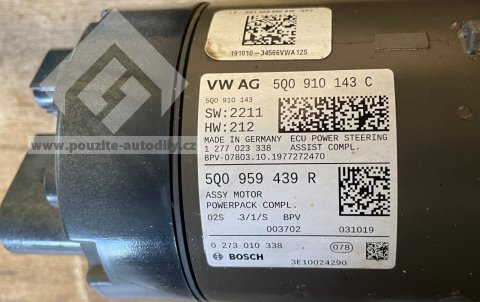 191010-34566VWA12S
VW AG 5Q0 910 143 C
5Q0 910 143
SW:2211
HW:212
MADE IN GERMANY ECU POWER STEERING
1 277 023 338 ASSIST COMPL.
BPV-07803.10.1977272470
www.pouzite-autodily.cz
5Q0 959 439 R
ASSY MOTOR
POWERPACK COMPL.
02S .3/1/S BPV
003702 031019
0 273 010 338 078
BOSCH 3E10024290